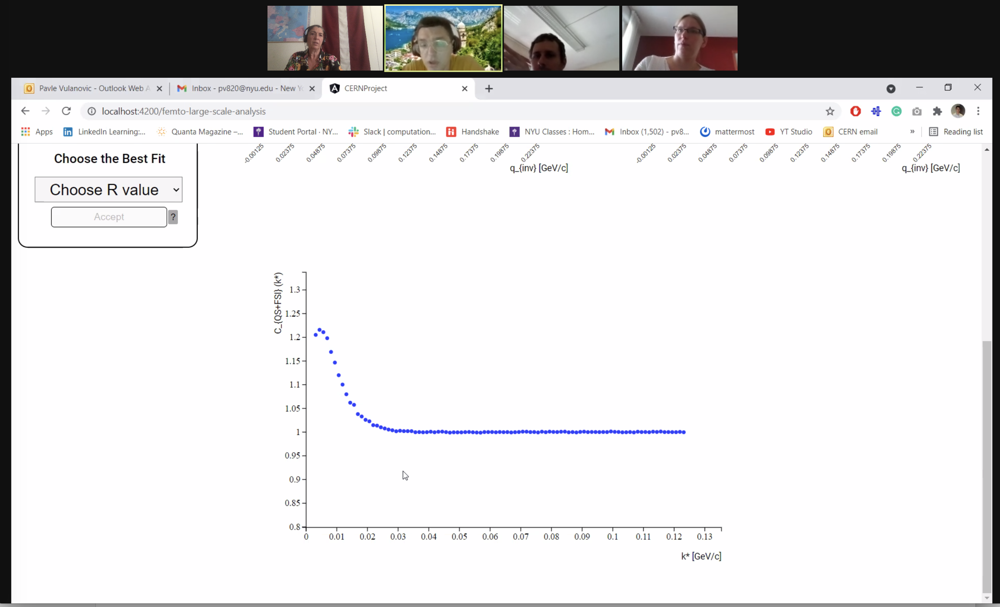 Pavle Vulanovic - Outlook Web A
Inbox - pv820@nyu.edu - New Yo
CERNProject
localhost:4200/femto-large-scale-analysis
Apps
LinkedIn Learning:...
Quanta Magazine –...
Student Portal · NY...
Slack | computation...
Handshake
NYU Classes : Hom...
Inbox (1,502) - pv8...
mattermost
YT Studio
CERN email
»
Reading list
Choose the Best Fit
Choose R value
Accept
?
-0.00125 0.02375 0.04875 0.07375 0.09875 0.12375 0.14875 0.17375 0.19875 0.22375
q_{inv} [GeV/c]
-0.00125 0.02375 0.04875 0.07375 0.09875 0.12375 0.14875 0.17375 0.19875 0.22375
q_{inv} [GeV/c]
C_{QS+FSI} (k*)
1.3
1.25
1.2
1.15
1.1
1.05
1
0.95
0.9
0.85
0.8
0 0.01 0.02 0.03 0.04 0.05 0.06 0.07 0.08 0.09 0.1 0.11 0.12 0.13
k* [GeV/c]